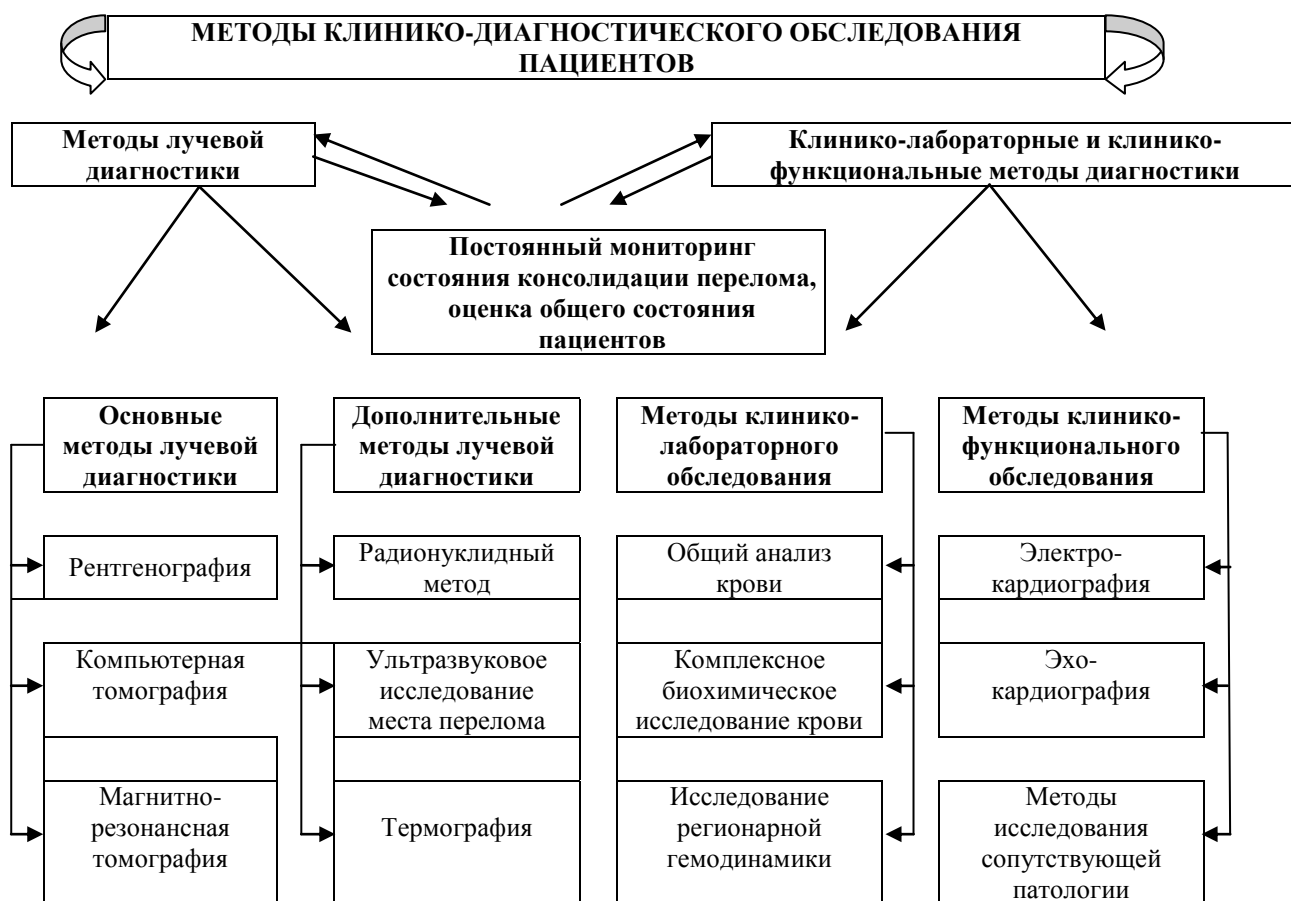 МЕТОДЫ КЛИНИКО-ДИАГНОСТИЧЕСКОГО ОБСЛЕДОВАНИЯ
ПАЦИЕНТОВ
Методы лучевой
диагностики
Клинико-лабораторные и клинико-
функциональные методы диагностики
Постоянный мониторинг
состояния консолидации перелома,
оценка общего состояния
пациентов
Основные
методы лучевой
диагностики
Дополнительные
методы лучевой
диагностики
Методы клинико-
лабораторного
обследования
Методы клинико-
функционального
обследования
Рентгенография
Радионуклидный
метод
Общий анализ
крови
Электро-
кардиография
Компьютерная
томография
Ультразвуковое
исследование
места перелома
Комплексное
биохимическое
исследование крови
Эхо-
кардиография
Магнитно-
резонансная
томография
Термография
Исследование
регионарной
гемодинамики
Методы
исследования
сопутствующей
патологии